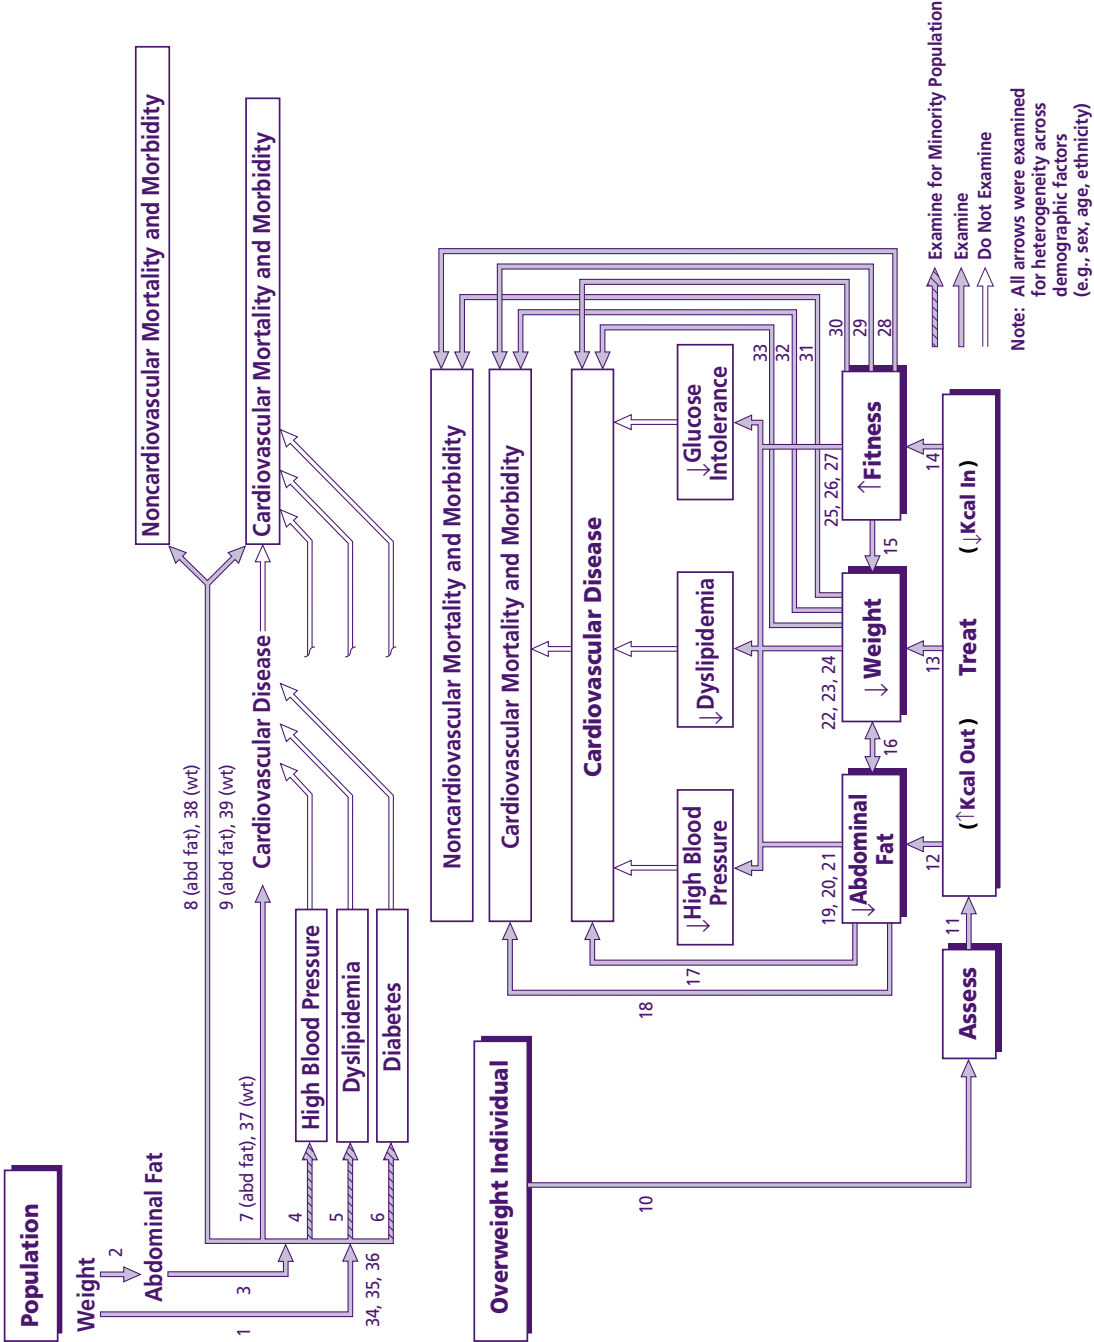 Population
Weight
2
Abdominal Fat
1
3
34, 35, 36
8 (abd fat), 38 (wt)
9 (abd fat), 39 (wt)
7 (abd fat), 37 (wt)
4
5
6
High Blood Pressure
Dyslipidemia
Diabetes
Cardiovascular Disease
Noncardiovascular Mortality and Morbidity
Cardiovascular Mortality and Morbidity
Overweight Individual
10
Assess
11
(↑Kcal Out)
Treat
(↓Kcal In)
12
13
14
↓Abdominal
Fat
16
↓Weight
15
↑Fitness
19, 20, 21
22, 23, 24
25, 26, 27
17
18
↓High Blood
Pressure
↓Dyslipidemia
↓Glucose
Intolerance
Cardiovascular Disease
Cardiovascular Mortality and Morbidity
Noncardiovascular Mortality and Morbidity
33
32
31
30
29
28
Examine for Minority Population
Examine
Do Not Examine
Note: All arrows were examined
for heterogeneity across
demographic factors
(e.g., sex, age, ethnicity)